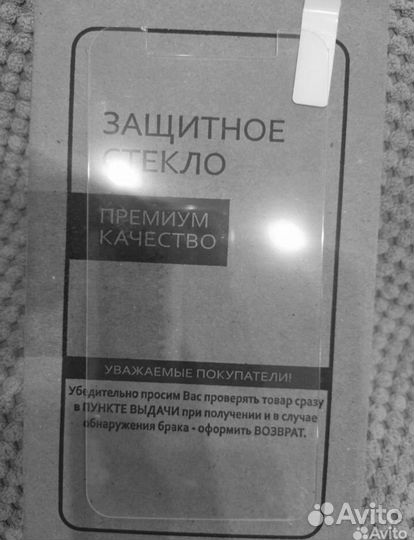 ЗАЩИТНОЕ
СТЕКЛО
ПРЕМИУМ
КАЧЕСТВО
УВАЖАЕМЫЕ ПОКУПАТЕЛИ!
Убедительно просим Вас проверять товар сразу
в ПУНКТЕ ВЫДАЧИ при получении и в случае
обнаружения брака - оформить ВОЗВРАТ.
Avito
Avito